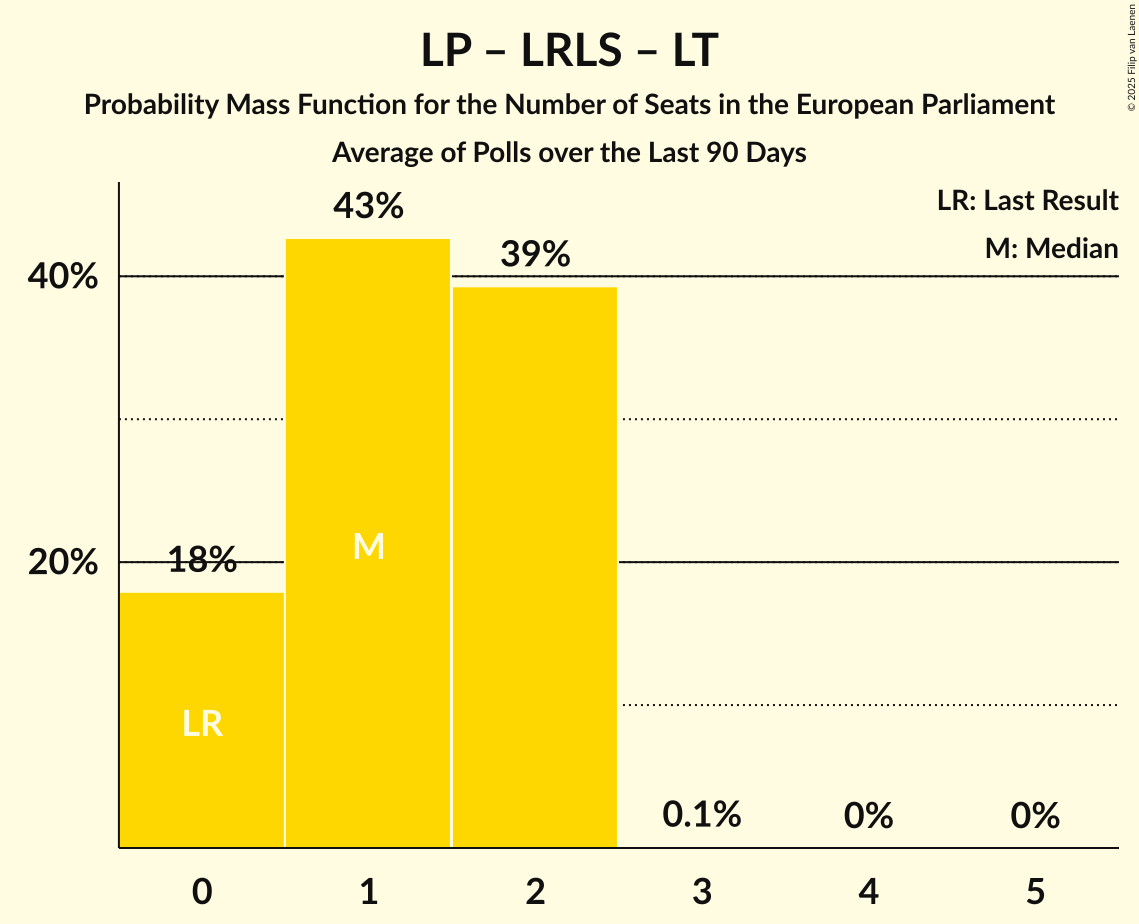 LP – LRLS – LT
Probability Mass Function for the Number of Seats in the European Parliament
Average of Polls over the Last 90 Days
© 2025 Filip van Laenen
LR: Last Result
M: Median
43%
39%
40%
18%
20%
M
LR
0.1%
0%
0%
0
1
2
3
4
5